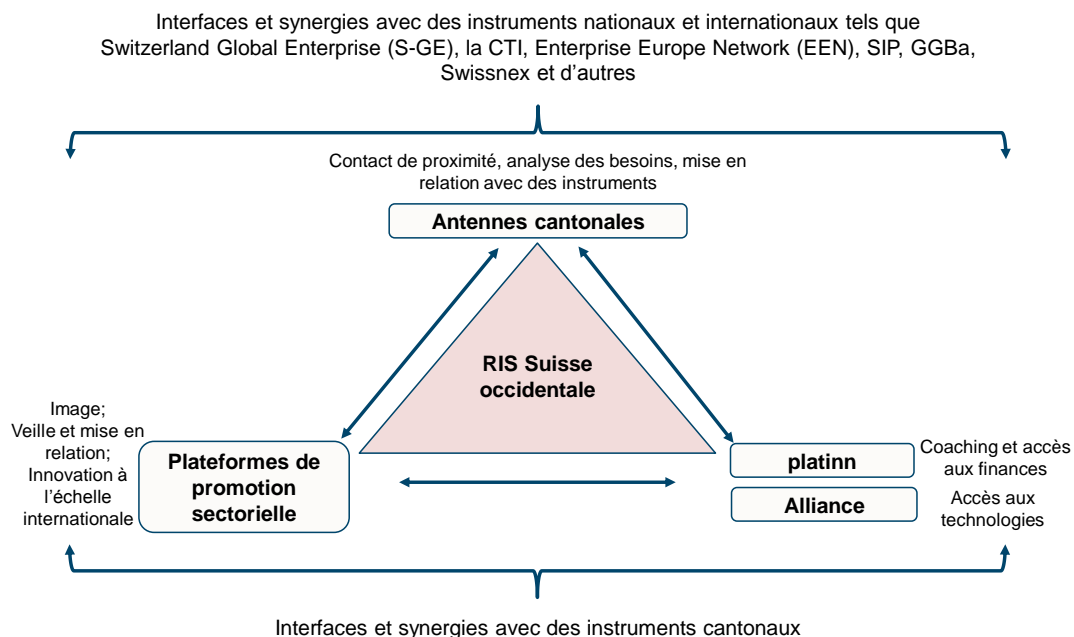 Interfaces et synergies avec des instruments nationaux et internationaux tels que
Switzerland Global Enterprise (S-GE), la CTI, Enterprise Europe Network (EEN), SIP, GGBa,
Swissnex et d'autres
Contact de proximité, analyse des besoins, mise en
relation avec des instruments
Antennes cantonales
RIS Suisse
occidentale
Image;
Veille et mise en
relation;
Innovation à
l'échelle
internationale
Plateformes de
promotion
sectorielle
platinn
Coaching et accès
aux finances
Alliance
Accès aux
technologies
Interfaces et synergies avec des instruments cantonaux